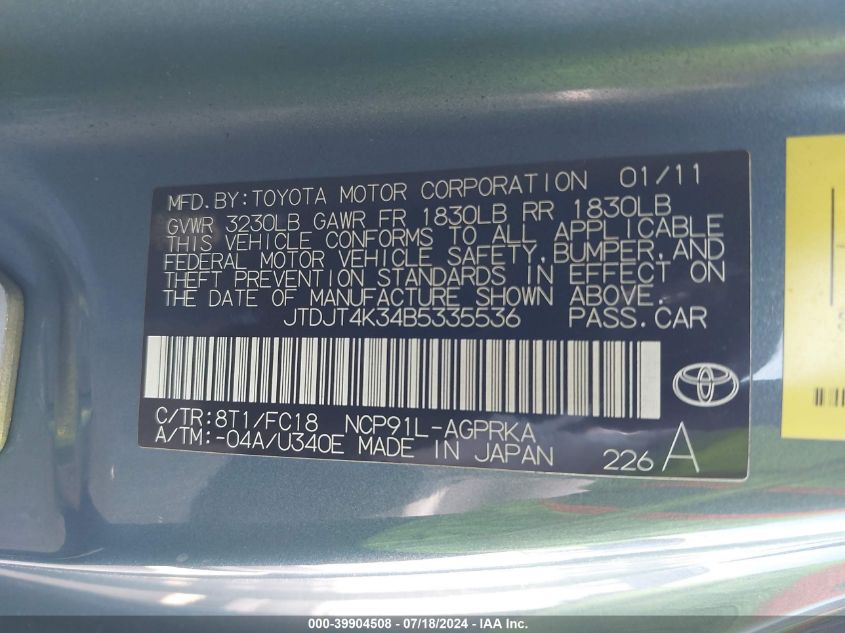 MFD.BY:TOYOTA MOTOR CORPORATION 01/11
GVWR 3230LB GAWR FR 1830LB RR 1830LB
THIS VEHICLE CONFORMS TO ALL APPLICABLE
FEDERAL MOTOR VEHICLE SAFETY,BUMPER,AND
THEFT PREVENTION STANDARDS IN EFFECT ON
THE DATE OF MANUFACTURE SHOWN ABOVE.
JTDJT4K34B5335536 PASS.CAR
C/TR:8T1/FC18 NCP91L-AGPRKA
A/TM:-04A/U340E MADE IN JAPAN
226 A
000-39904508 - 07/18/2024 - IAA Inc.